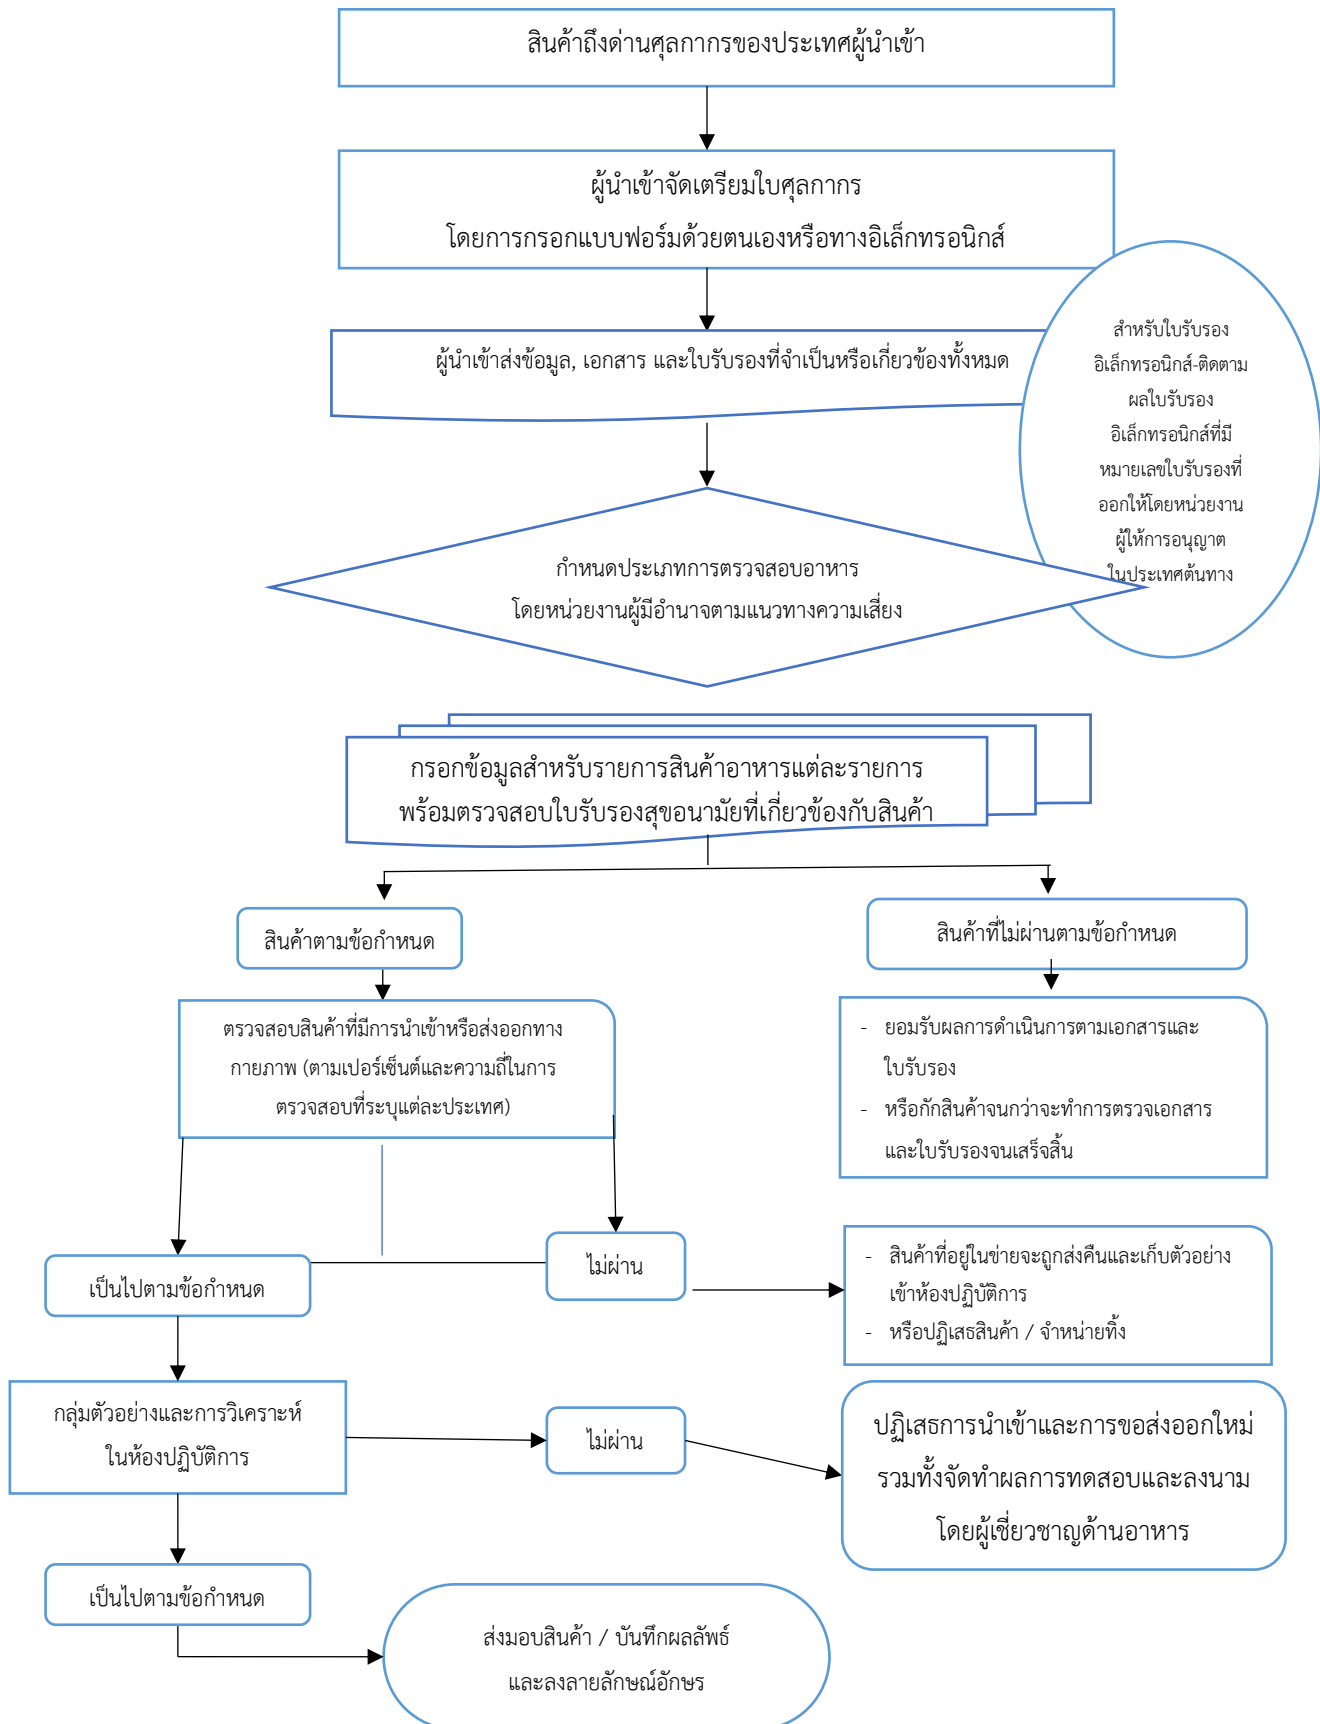 สินค้าถึงด่านศุลกากรของประเทศผู้นำเข้า
ผู้นำเข้าจัดเตรียมใบศุลกากร
โดยการกรอกแบบฟอร์มด้วยตนเองหรือทางอิเล็กทรอนิกส์
ผู้นำเข้าส่งข้อมูล, เอกสาร และใบรับรองที่จำเป็นหรือเกี่ยวข้องทั้งหมด
สำหรับใบรับรอง
อิเล็กทรอนิกส์-ติดตาม
ผลใบรับรอง
อิเล็กทรอนิกส์ที่มี
หมายเลขใบรับรองที่
ออกให้โดยหน่วยงาน
ผู้ให้การอนุญาต
ในประเทศต้นทาง
กำหนดประเภทการตรวจสอบอาหาร
โดยหน่วยงานผู้มีอำนาจตามแนวทางความเสี่ยง
กรอกข้อมูลสำหรับรายการสินค้าอาหารแต่ละรายการ
พร้อมตรวจสอบใบรับรองสุขอนามัยที่เกี่ยวข้องกับสินค้า
สินค้าตามข้อกำหนด
สินค้าที่ไม่ผ่านตามข้อกำหนด
ตรวจสอบสินค้าที่มีการนำเข้าหรือส่งออกทาง
กายภาพ (ตามเปอร์เซ็นต์และความถี่ในการ
ตรวจสอบที่ระบุแต่ละประเทศ)
- ยอมรับผลการดำเนินการตามเอกสารและ
ใบรับรอง
- หรือกักสินค้าจนกว่าจะทำการตรวจเอกสาร
และใบรับรองจนเสร็จสิ้น
เป็นไปตามข้อกำหนด
ไม่ผ่าน
- สินค้าที่อยู่ในข่ายจะถูกส่งคืนและเก็บตัวอย่าง
เข้าห้องปฏิบัติการ
- หรือปฏิเสธสินค้า / จำหน่ายทิ้ง
กลุ่มตัวอย่างและการวิเคราะห์
ในห้องปฏิบัติการ
ไม่ผ่าน
ปฏิเสธการนำเข้าและการขอส่งออกใหม่
รวมทั้งจัดทำผลการทดสอบและลงนาม
โดยผู้เชี่ยวชาญด้านอาหาร
เป็นไปตามข้อกำหนด
ส่งมอบสินค้า / บันทึกผลลัพธ์
และลงลายลักษณ์อักษร